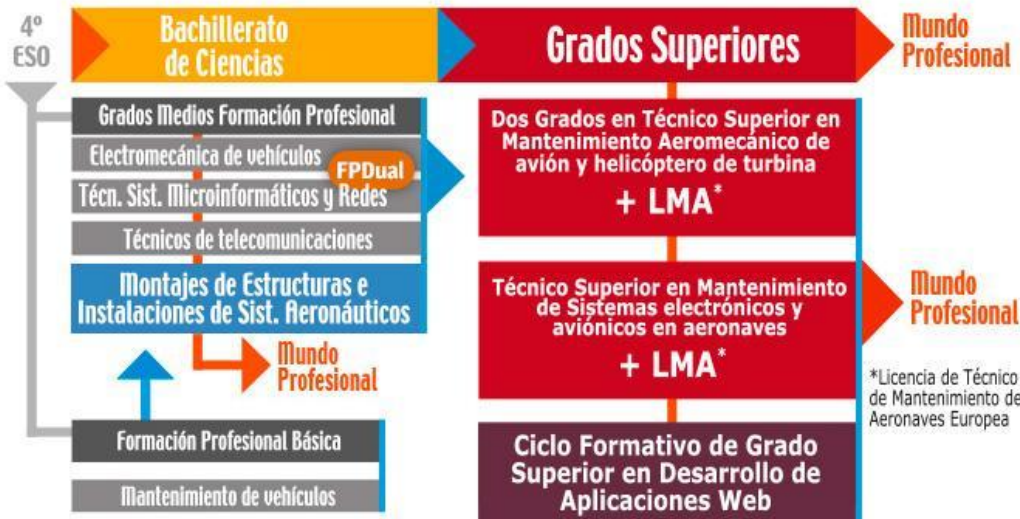 4º
ESO
Bachillerato
de Ciencias
Grados Superiores
Mundo
Profesional
Grados Medios Formación Profesional
Electromecánica de vehículos
FPDual
Técn. Sist. Microinformáticos y Redes
Técnicos de telecomunicaciones
Montajes de Estructuras e
Instalaciones de Sist. Aeronáuticos
Mundo
Profesional
Formación Profesional Básica
Mantenimiento de vehículos
Dos Grados en Técnico Superior en
Mantenimiento Aeromecánico de
avión y helicóptero de turbina
+ LMA*
Técnico Superior en Mantenimiento
de Sistemas electrónicos y
aviónicos en aeronaves
+ LMA*
Ciclo Formativo de Grado
Superior en Desarrollo de
Aplicaciones Web
Mundo
Profesional
*Licencia de Técnico
de Mantenimiento de
Aeronaves Europea